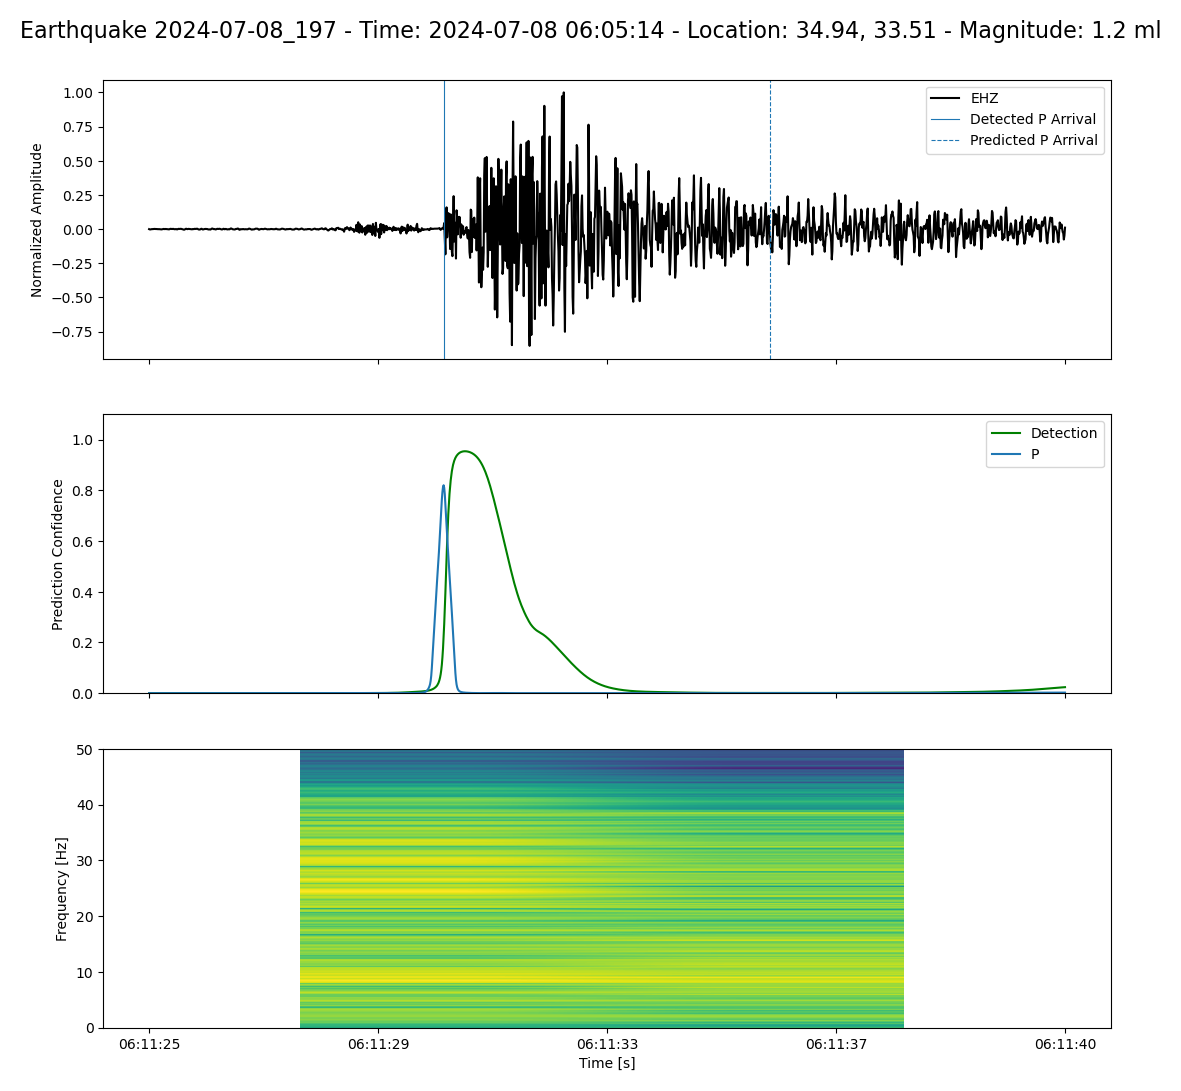 Earthquake 2024-07-08_197 - Time: 2024-07-08 06:05:14 - Location: 34.94, 33.51 - Magnitude: 1.2 ml
1.00
0.75
0.50
0.25
0.00
−0.25
−0.50
−0.75
Normalized Amplitude
EHZ
Detected P Arrival
Predicted P Arrival
1.0
0.8
0.6
0.4
0.2
0.0
Prediction Confidence
Detection
P
50
40
30
20
10
0
Frequency [Hz]
06:11:25
06:11:29
06:11:33
06:11:37
06:11:40
Time [s]